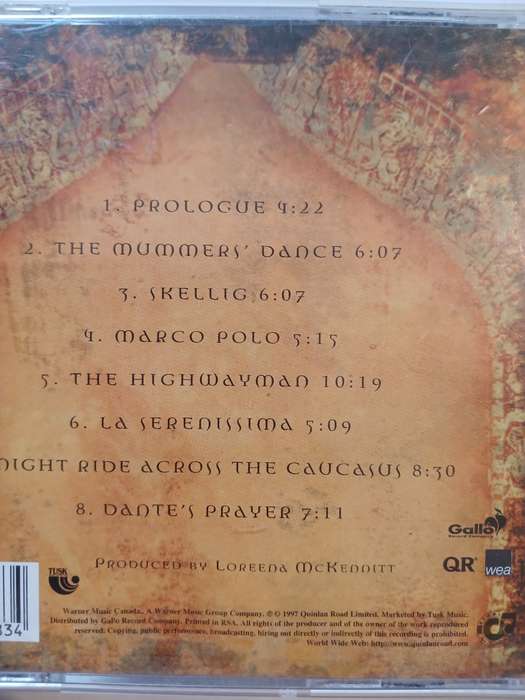 1. PROLOGUE 4:22
2. THE MUMMERS' DANCE 6:07
3. SKELLIG 6:07
4. MARCO POLO 5:15
5. THE HIGHWAYMAN 10:19
6. LA SERENISSIMA 5:09
NIGHT RIDE ACROSS THE CAUCASUS 8:30
8. DANTE'S PRAYER 7:11
Gallo
Record Company
PRODUCED BY LOREENA MCKENNITT
TUSK
QR
wea
834
Warner Music Canada., A Warner Music Group Company. ℗ © 1997 Quinlan Road Limited. Marketed by Tusk Music.
Distributed by Gallo Record Company. Printed in RSA. All rights of the producer and of the owner of the work reproduced
reserved. Copying, public performance, broadcasting, hiring out directly or indirectly of this recording is prohibited.
World Wide Web: http://www.quinlanroad.com